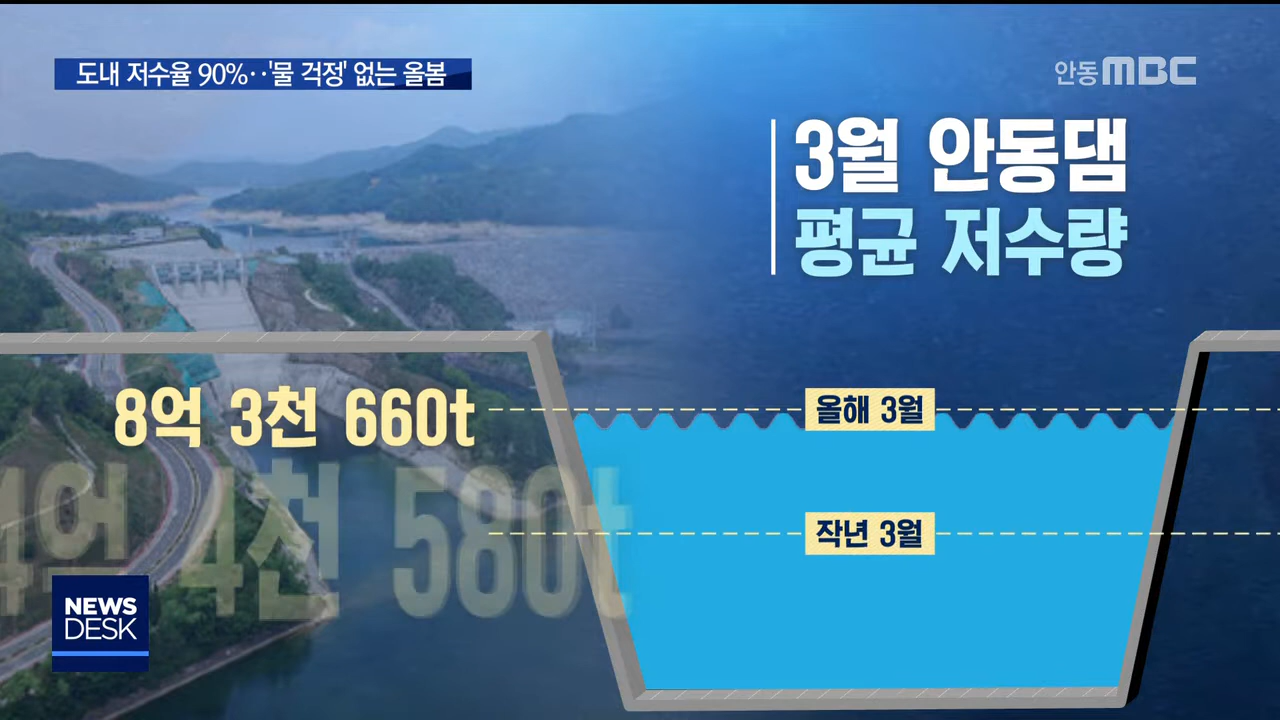 도내 저수율 90%··'물 걱정' 없는 올봄
안동MBC
3월 안동댐
평균 저수량
8억 3천 660t
올해 3월
4억 4천 580t
작년 3월
NEWS
DESK